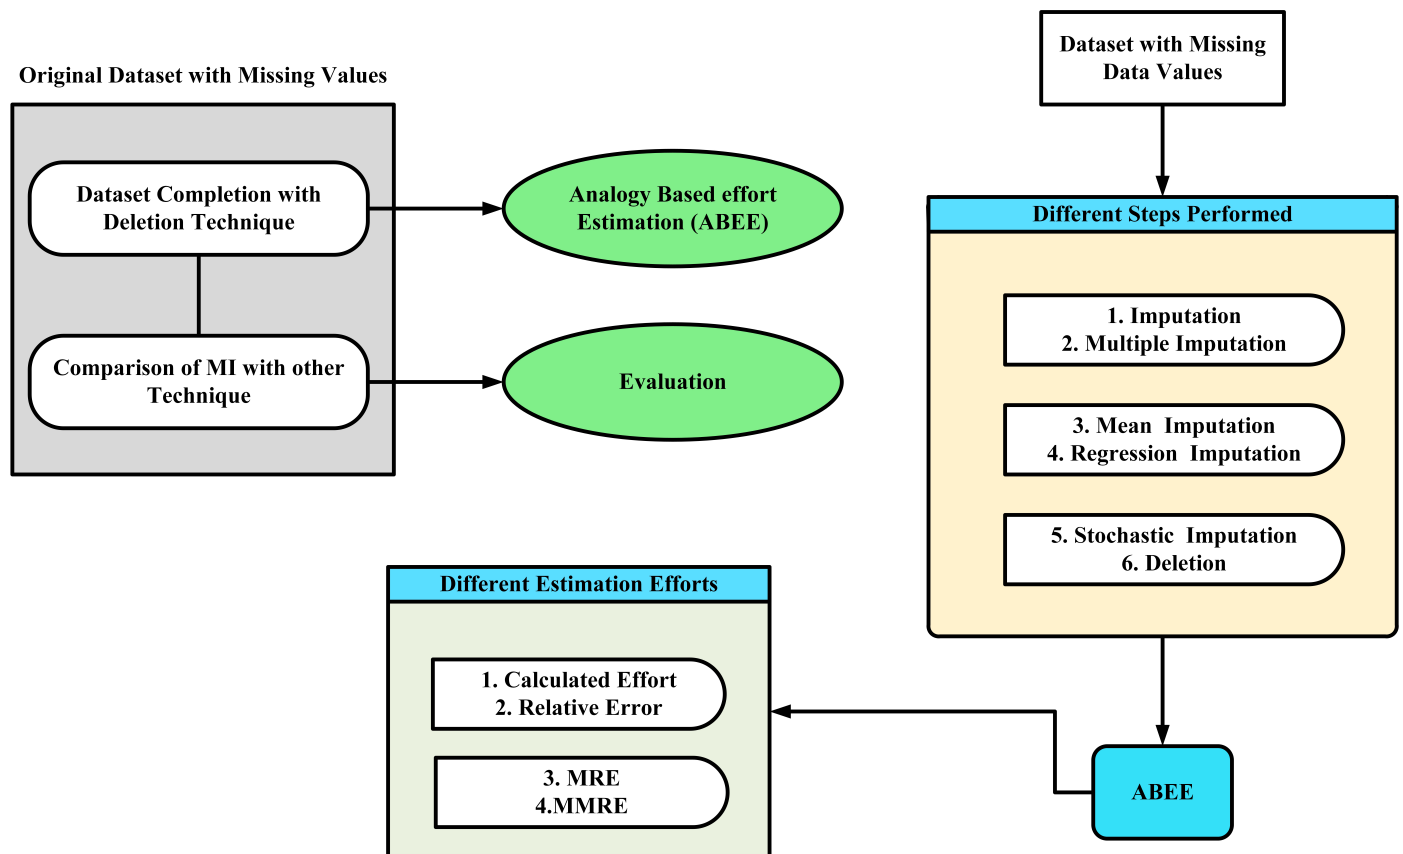 Original Dataset with Missing Values
Dataset Completion with
Deletion Technique
Comparison of MI with other
Technique
Analogy Based effort
Estimation (ABEE)
Evaluation
Dataset with Missing
Data Values
Different Steps Performed
1. Imputation
2. Multiple Imputation
3. Mean Imputation
4. Regression Imputation
5. Stochastic Imputation
6. Deletion
ABEE
Different Estimation Efforts
1. Calculated Effort
2. Relative Error
3. MRE
4.MMRE